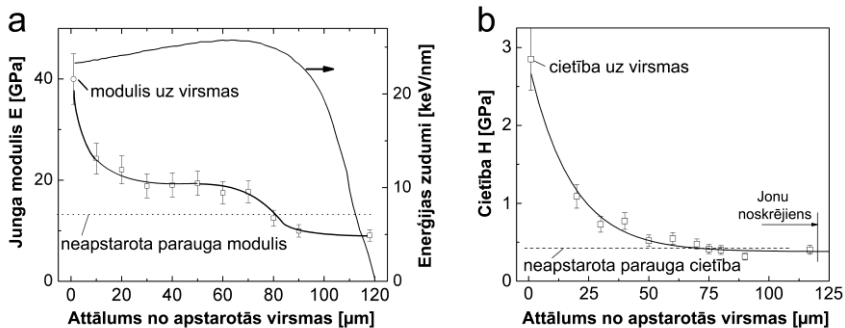 a
Junga modulis E [GPa]
40
20
0
modulis uz virsmas
neapstarota parauga modulis
20
10
0
Enerģijas zudumi [keV/nm]
0 20 40 60 80 100 120
Attālums no apstarotās virsmas [µm]
b
Cietība H [GPa]
3
2
1
0
cietība uz virsmas
Jonu
noskrējiens
neapstarota parauga cietība
0 25 50 75 100 125
Attālums no apstarotās virsmas [µm]